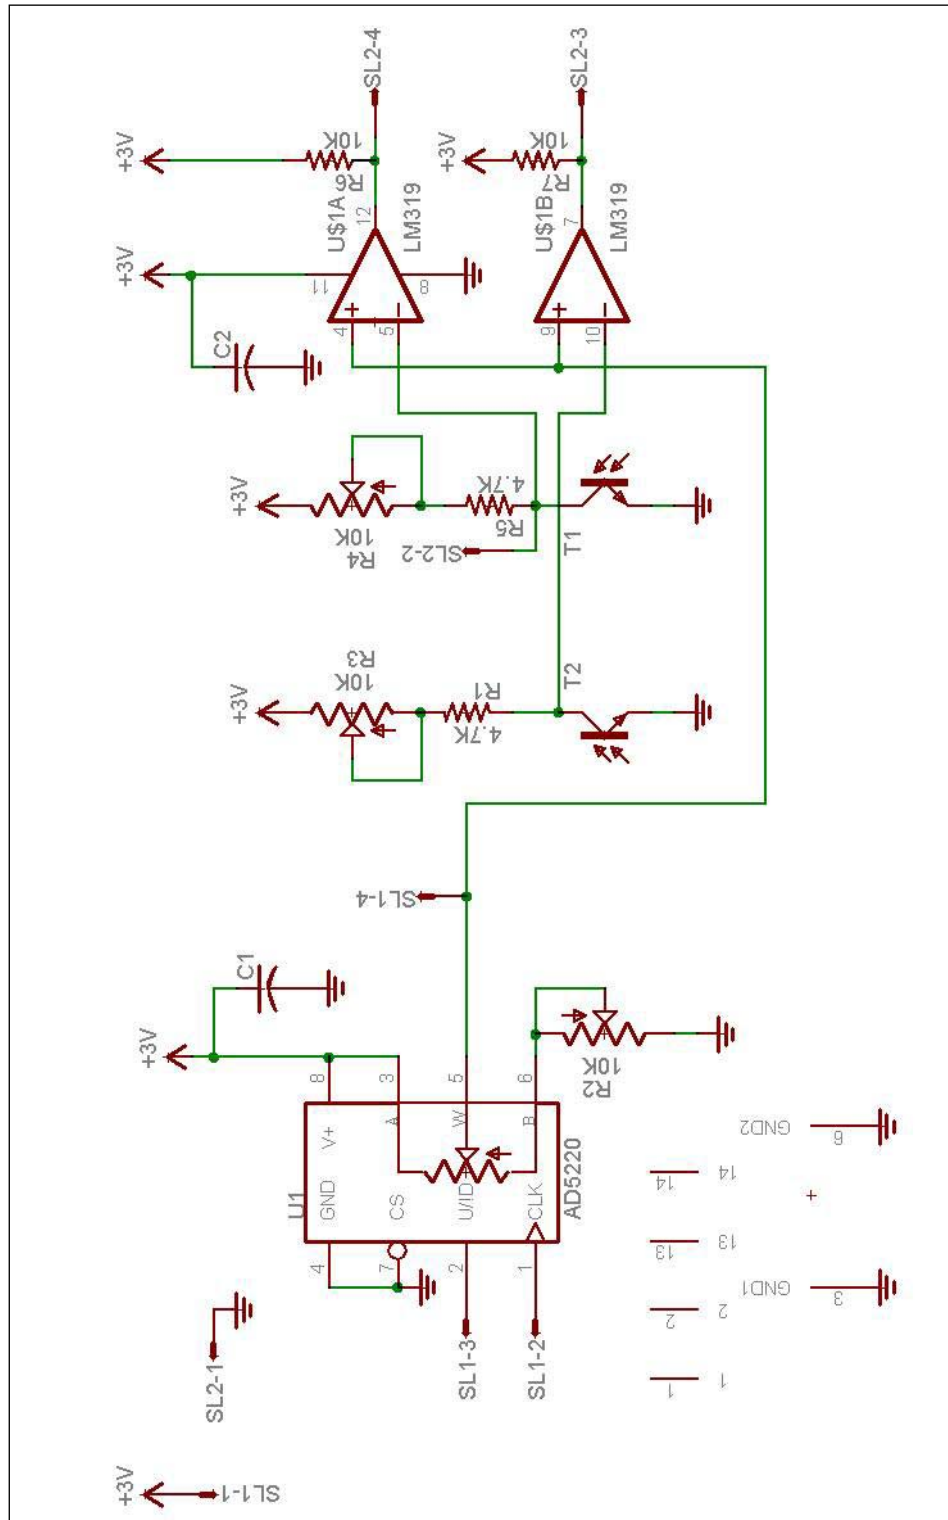 SL2-4
SL2-3
+3V
10K
R6
+3V
10K
R7
U$1A
12
LM319
U$1B
7
LM319
+3V
11
8
4
+
5
-
9
+
10
-
C2
+3V
10K
R4
4.7K
R5
SL2-2
T1
+3V
R3
10K
R1
4.7K
T2
SL1-4
C1
+3V
8
3
5
6
V+
A
W
B
10K
R2
U1
GND
CS
U/ID
CLK
AD5220
4
7
2
1
SL2-1
SL1-3
SL1-2
GND2
6
14
14
13
13
GND1
3
2
2
1
1
+3V
SL1-1